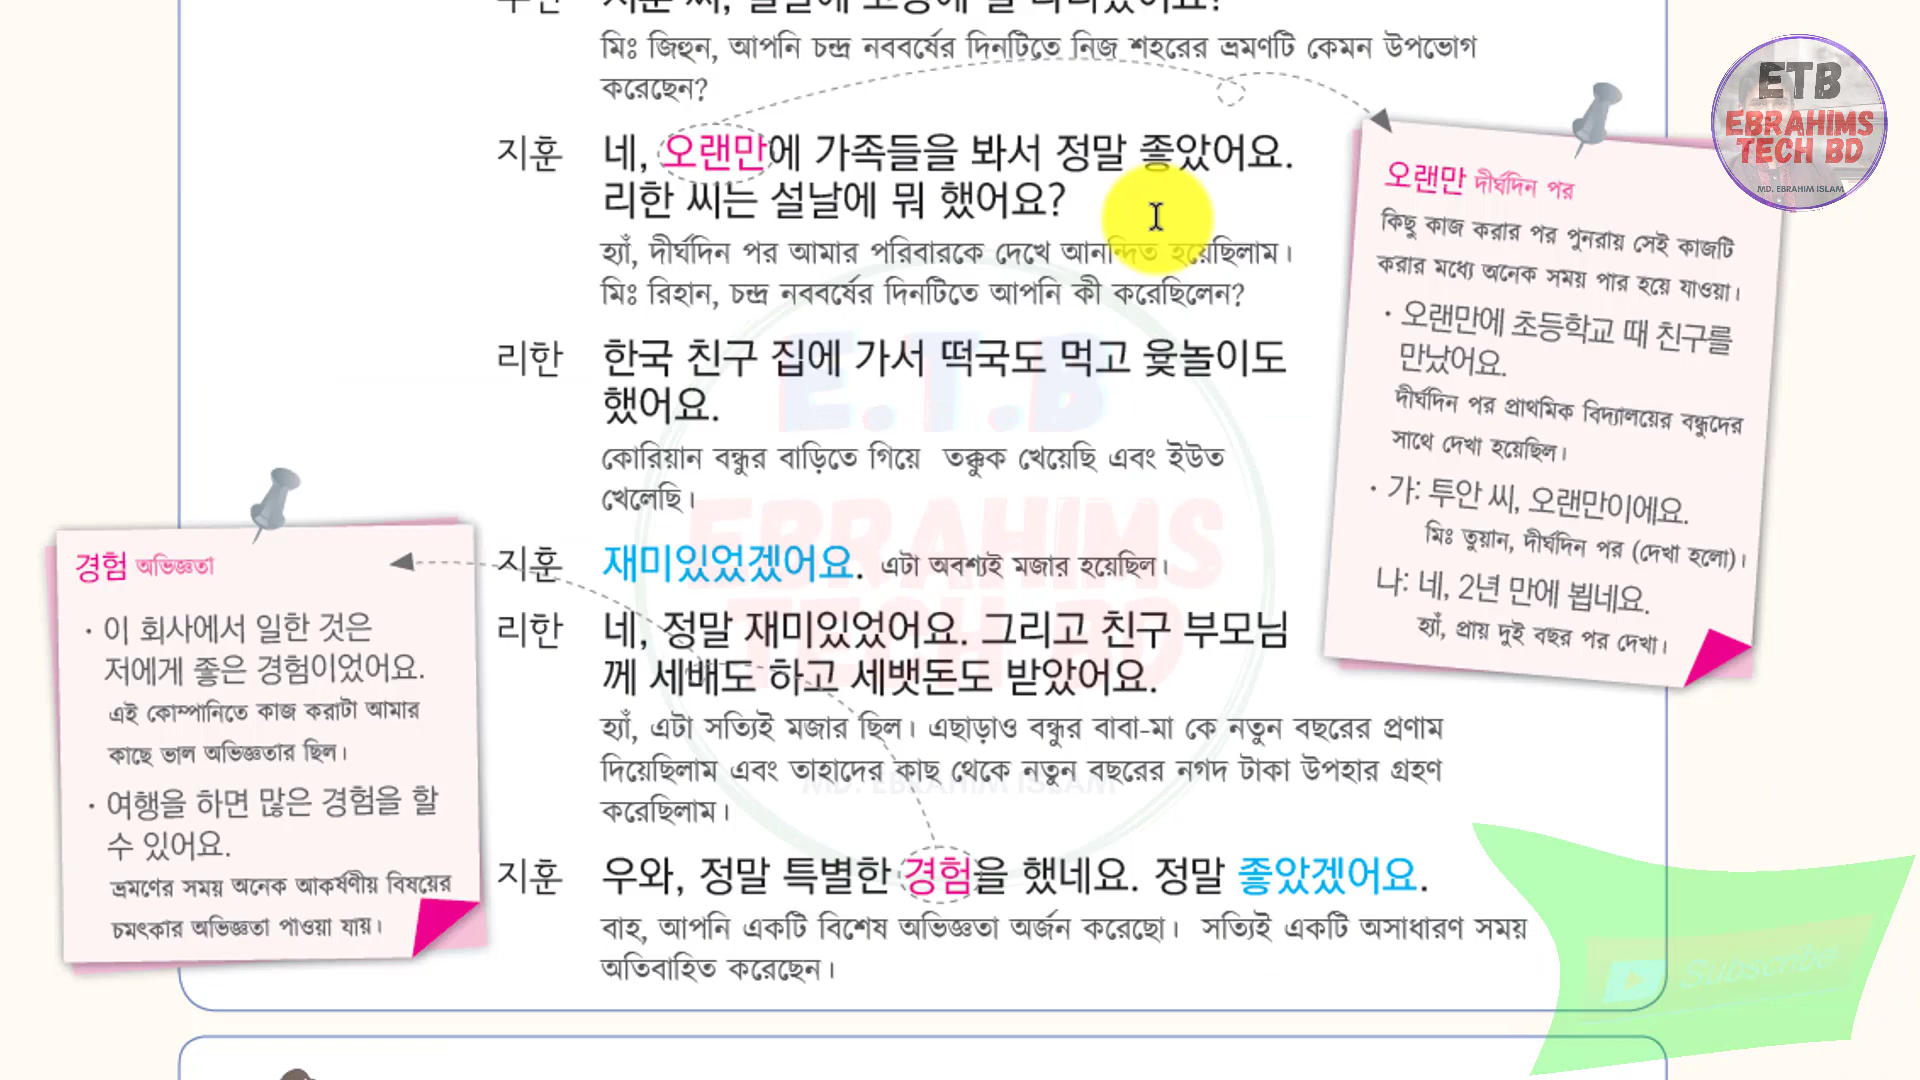 মিঃ জিহুন, আপনি চন্দ্র নববর্ষের দিনটিতে নিজ শহরের ভ্রমণটি কেমন উপভোগ
করেছেন?
지훈 네, 오랜만에 가족들을 봐서 정말 좋았어요.
리한 씨는 설날에 뭐 했어요?
হ্যাঁ, দীর্ঘদিন পর আমার পরিবারকে দেখে আনন্দিত হয়েছিলাম।
মিঃ রিহান, চন্দ্র নববর্ষের দিনটিতে আপনি কী করেছিলেন?
리한 한국 친구 집에 가서 떡국도 먹고 윷놀이도
했어요.
কোরিয়ান বন্ধুর বাড়িতে গিয়ে তক্কুক খেয়েছি এবং ইউত
খেলেছি।
지훈 재미있었겠어요. এটা অবশ্যই মজার হয়েছিল।
리한 네, 정말 재미있었어요. 그리고 친구 부모님
께 세배도 하고 세뱃돈도 받았어요.
হ্যাঁ, এটা সত্যিই মজার ছিল। এছাড়াও বন্ধুর বাবা-মা কে নতুন বছরের প্রণাম
দিয়েছিলাম এবং তাহাদের কাছ থেকে নতুন বছরের নগদ টাকা উপহার গ্রহণ
করেছিলাম।
지훈 우와, 정말 특별한 경험을 했네요. 정말 좋았겠어요.
বাহ, আপনি একটি বিশেষ অভিজ্ঞতা অর্জন করেছো। সত্যিই একটি অসাধারণ সময়
অতিবাহিত করেছেন।
오랜만 দীর্ঘদিন পর
কিছু কাজ করার পর পুনরায় সেই কাজটি
করার মধ্যে অনেক সময় পার হয়ে যাওয়া।
· 오랜만에 초등학교 때 친구를
만났어요.
দীর্ঘদিন পর প্রাথমিক বিদ্যালয়ের বন্ধুদের
সাথে দেখা হয়েছিল।
· 가: 투안 씨, 오랜만이에요.
মিঃ তুয়ান, দীর্ঘদিন পর (দেখা হলো)।
나: 네, 2년 만에 뵙네요.
হ্যাঁ, প্রায় দুই বছর পর দেখা।
경험 অভিজ্ঞতা
· 이 회사에서 일한 것은
저에게 좋은 경험이었어요.
এই কোম্পানিতে কাজ করাটা আমার
কাছে ভাল অভিজ্ঞতার ছিল।
· 여행을 하면 많은 경험을 할
수 있어요.
ভ্রমণের সময় অনেক আকর্ষণীয় বিষয়ের
চমৎকার অভিজ্ঞতা পাওয়া যায়।
ETB
EBRAHIMS
TECH BD
MD. EBRAHIM ISLAM
E.T.B
EBRAHIMS
TECH BD
MD. EBRAHIM ISLAM
Subscribe